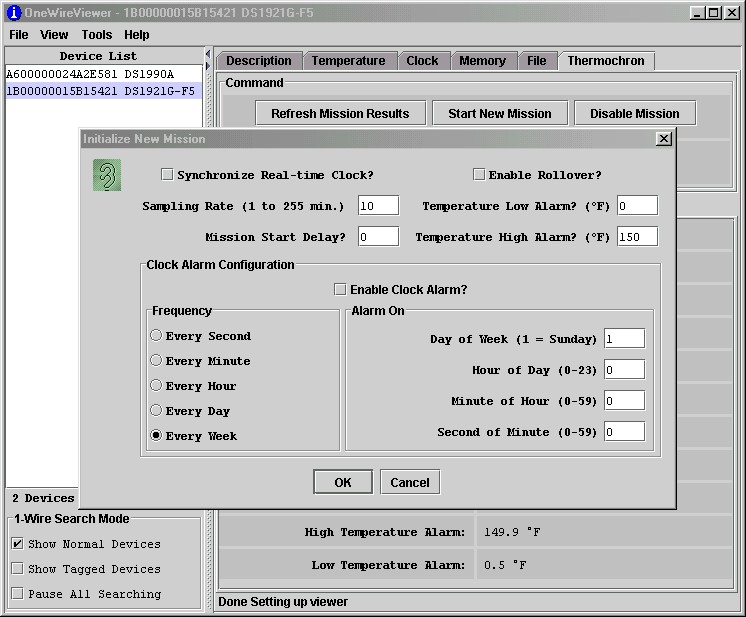 OneWireViewer - 1B00000015B15421 DS1921G-F5
File View Tools Help
Device List
A600000024A2E581 DS1990A
1B00000015B15421 DS1921G-F5
Description Temperature Clock Memory File Thermochron
Command
Refresh Mission Results Start New Mission Disable Mission
Initialize New Mission
Synchronize Real-time Clock? Enable Rollover?
Sampling Rate (1 to 255 min.) 10 Temperature Low Alarm? (°F) 0
Mission Start Delay? 0 Temperature High Alarm? (°F) 150
Clock Alarm Configuration
Enable Clock Alarm?
Frequency
Every Second
Every Minute
Every Hour
Every Day
Every Week
Alarm On
Day of Week (1 = Sunday) 1
Hour of Day (0-23) 0
Minute of Hour (0-59) 0
Second of Minute (0-59) 0
OK Cancel
2 Devices
1-Wire Search Mode
Show Normal Devices
Show Tagged Devices
Pause All Searching
High Temperature Alarm: 149.9 °F
Low Temperature Alarm: 0.5 °F
Done Setting up viewer